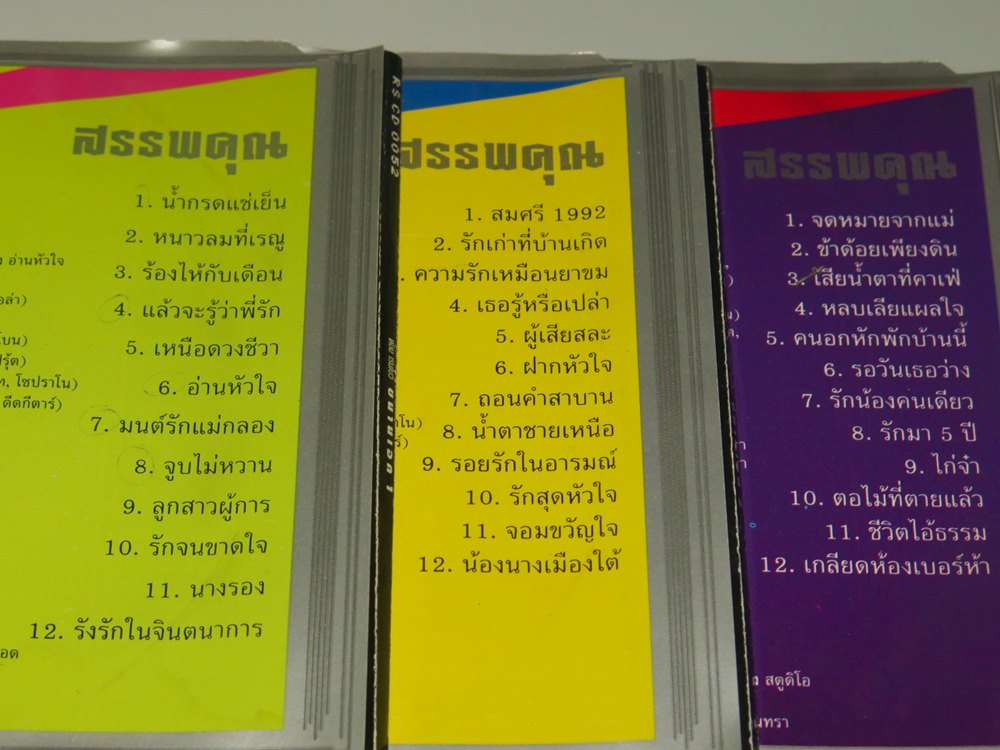 สรรพคุณ
1. น้ำกรดแช่เย็น
2. หนาวลมที่เรณู
อ่านหัวใจ
3. ร้องไห้กับเดือน
4. แล้วจะรู้ว่าพี่รัก
5. เหนือดวงชีวา
โซปราโน)
6. อ่านหัวใจ
ดีดกีตาร์)
7. มนต์รักแม่กลอง
8. จูบไม่หวาน
9. ลูกสาวผู้การ
10. รักจนขาดใจ
11. นางรอง
12. รังรักในจินตนาการ
RS CD 0052
สรรพคุณ
1. สมศรี 1992
2. รักเก่าที่บ้านเกิด
. ความรักเหมือนยาขม
4. เธอรู้หรือเปล่า
5. ผู้เสียสละ
6. ฝากหัวใจ
7. ถอนคำสาบาน
8. น้ำตาชายเหนือ
9. รอยรักในอารมณ์
10. รักสุดหัวใจ
11. จอมขวัญใจ
12. น้องนางเมืองใต้
สรรพคุณ
1. จดหมายจากแม่
2. ข้าด้อยเพียงดิน
3. เสียน้ำตาที่คาเฟ่
4. หลบเลียแผลใจ
5. คนอกหักพักบ้านนี้
6. รอวันเธอว่าง
7. รักน้องคนเดียว
8. รักมา 5 ปี
9. ไก่จ๋า
10. ตอไม้ที่ตายแล้ว
11. ชีวิตไอ้ธรรม
12. เกลียดห้องเบอร์ห้า
สตูดิโอ